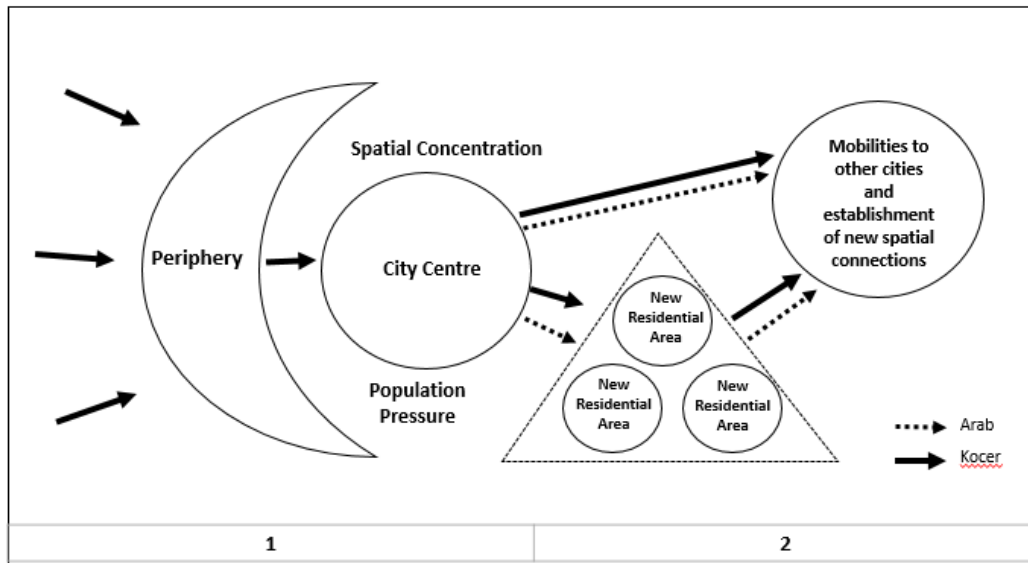 Spatial Concentration
Periphery
City Centre
Population
Pressure
Mobilities to
other cities
and
establishment
of new spatial
connections
New
Residential
Area
New
Residential
Area
New
Residential
Area
Arab
Kocer
1
2